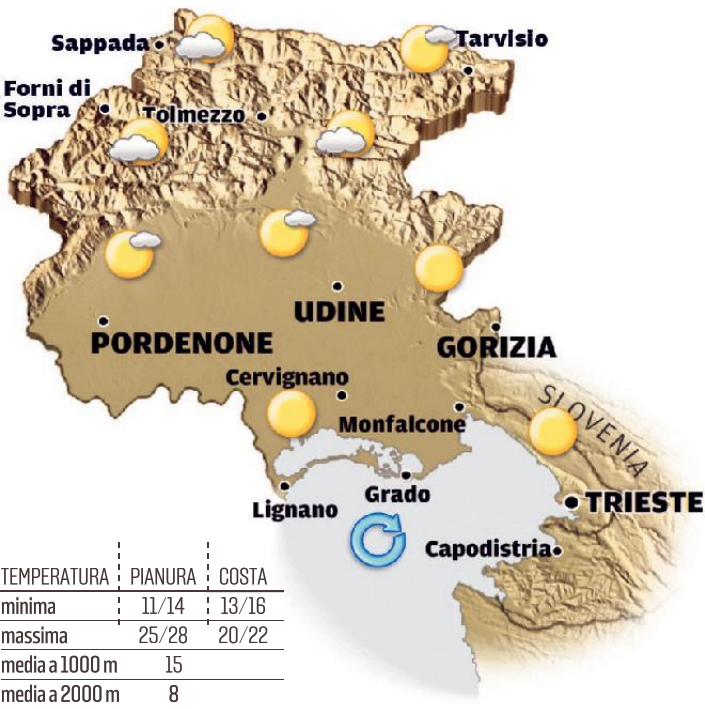 Sappada
Tarvisio
Forni di
Sopra
Tolmezzo
UDINE
PORDENONE
GORIZIA
Cervignano
SLOVENIA
Monfalcone
Grado
Lignano
TRIESTE
Capodistria
TEMPERATURA PIANURA COSTA
minima 11/14 13/16
massima 25/28 20/22
media a 1000 m 15
media a 2000 m 8